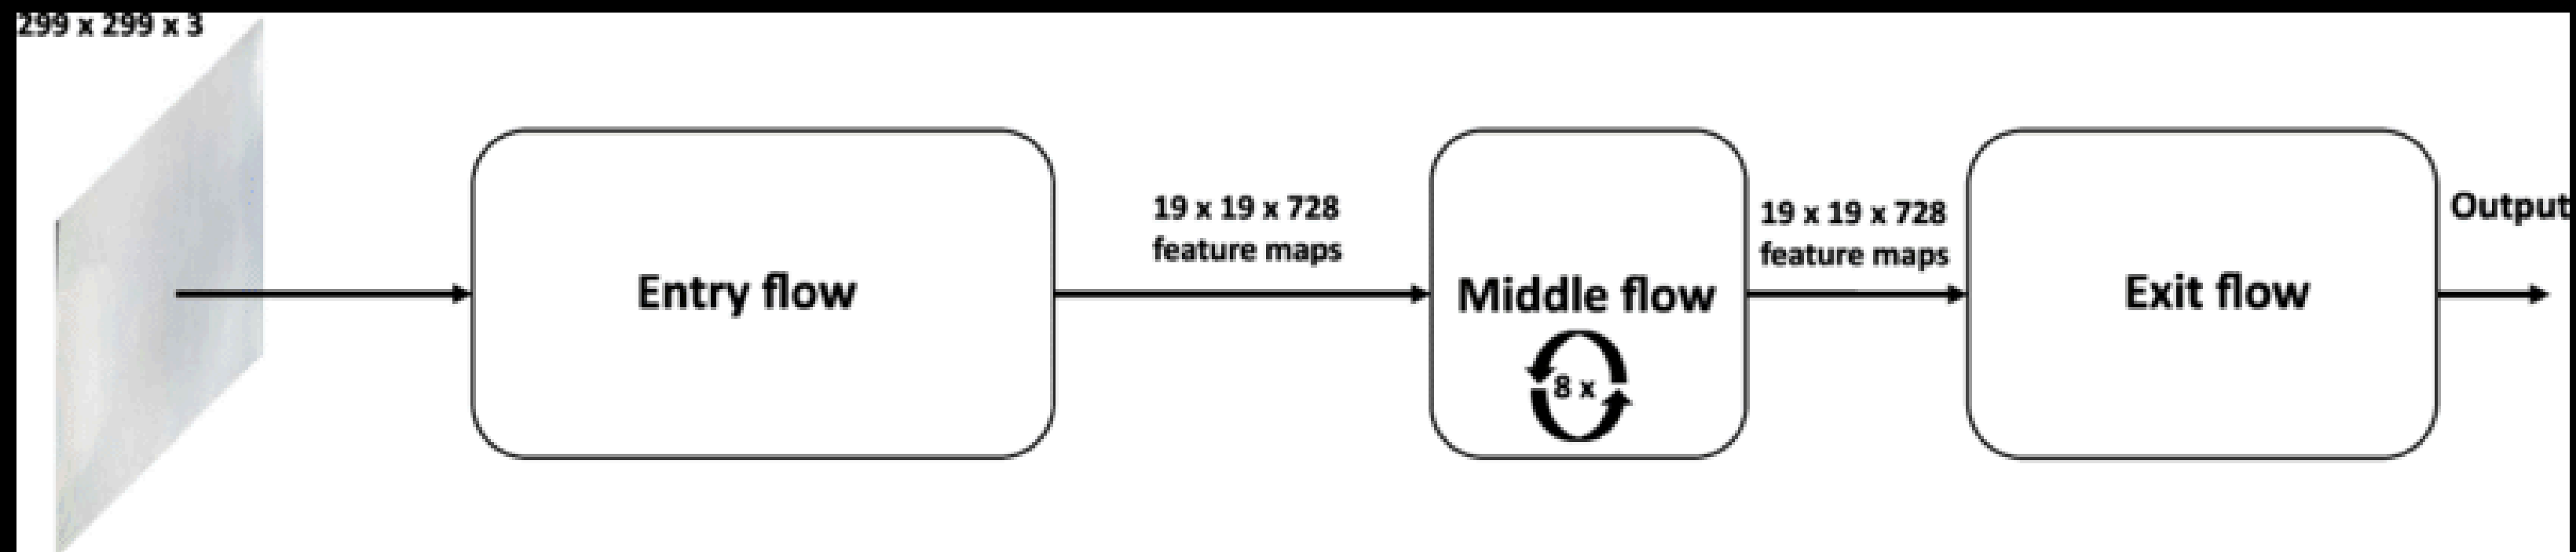 299 x 299 x 3
Entry flow
19 x 19 x 728
feature maps
Middle flow
8 x
19 x 19 x 728
feature maps
Exit flow
Output